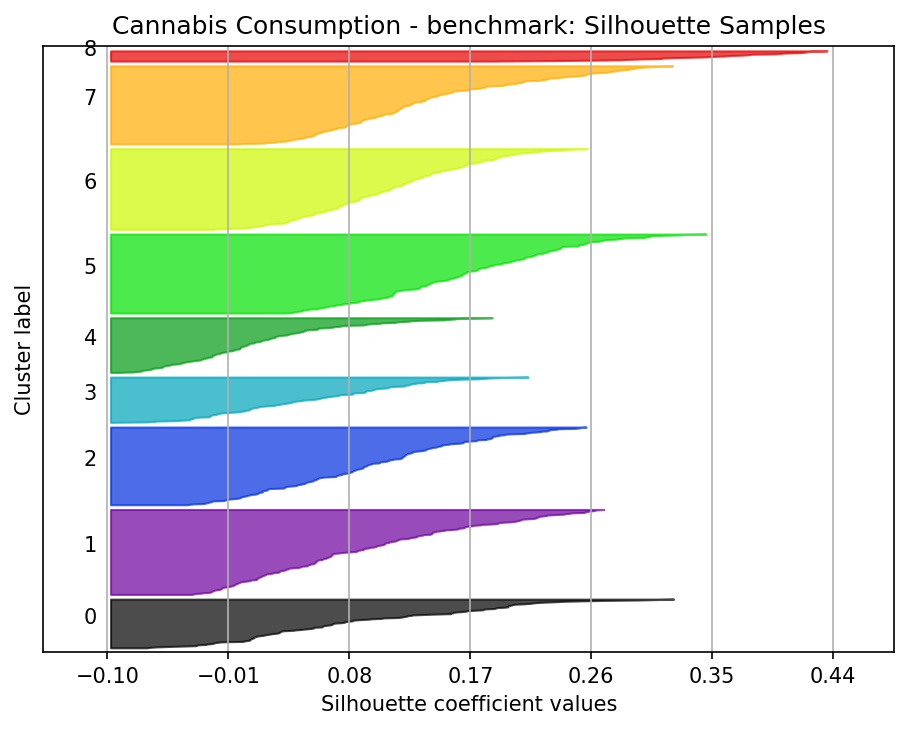 Cannabis Consumption - benchmark: Silhouette Samples
8
7
6
5
4
3
2
1
0
Cluster label
−0.10 −0.01 0.08 0.17 0.26 0.35 0.44
Silhouette coefficient values